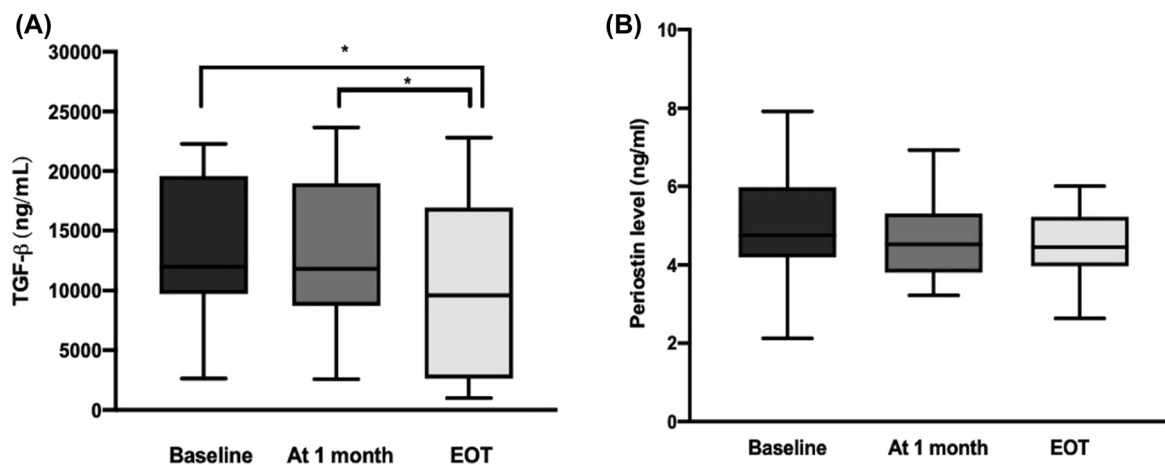 (A)
TGF-β (ng/mL)
30000
25000
20000
15000
10000
5000
0
*
*
Baseline
At 1 month
EOT
(B)
Periostin level (ng/ml)
10
8
6
4
2
0
Baseline
At 1 month
EOT